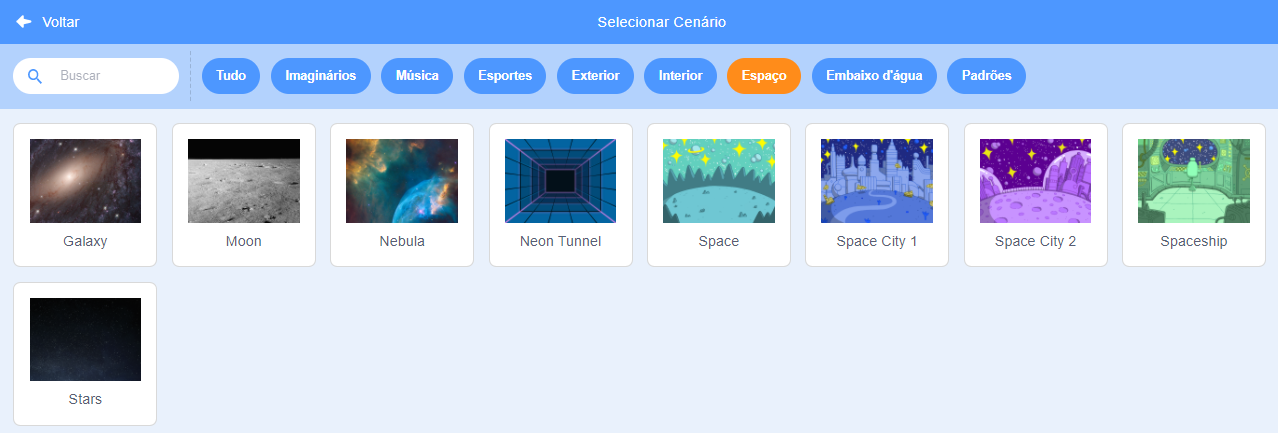 Voltar
Selecionar Cenário
Buscar
Tudo
Imaginários
Música
Esportes
Exterior
Interior
Espaço
Embaixo d'água
Padrões
Galaxy
Moon
Nebula
Neon Tunnel
Space
Space City 1
Space City 2
Spaceship
Stars